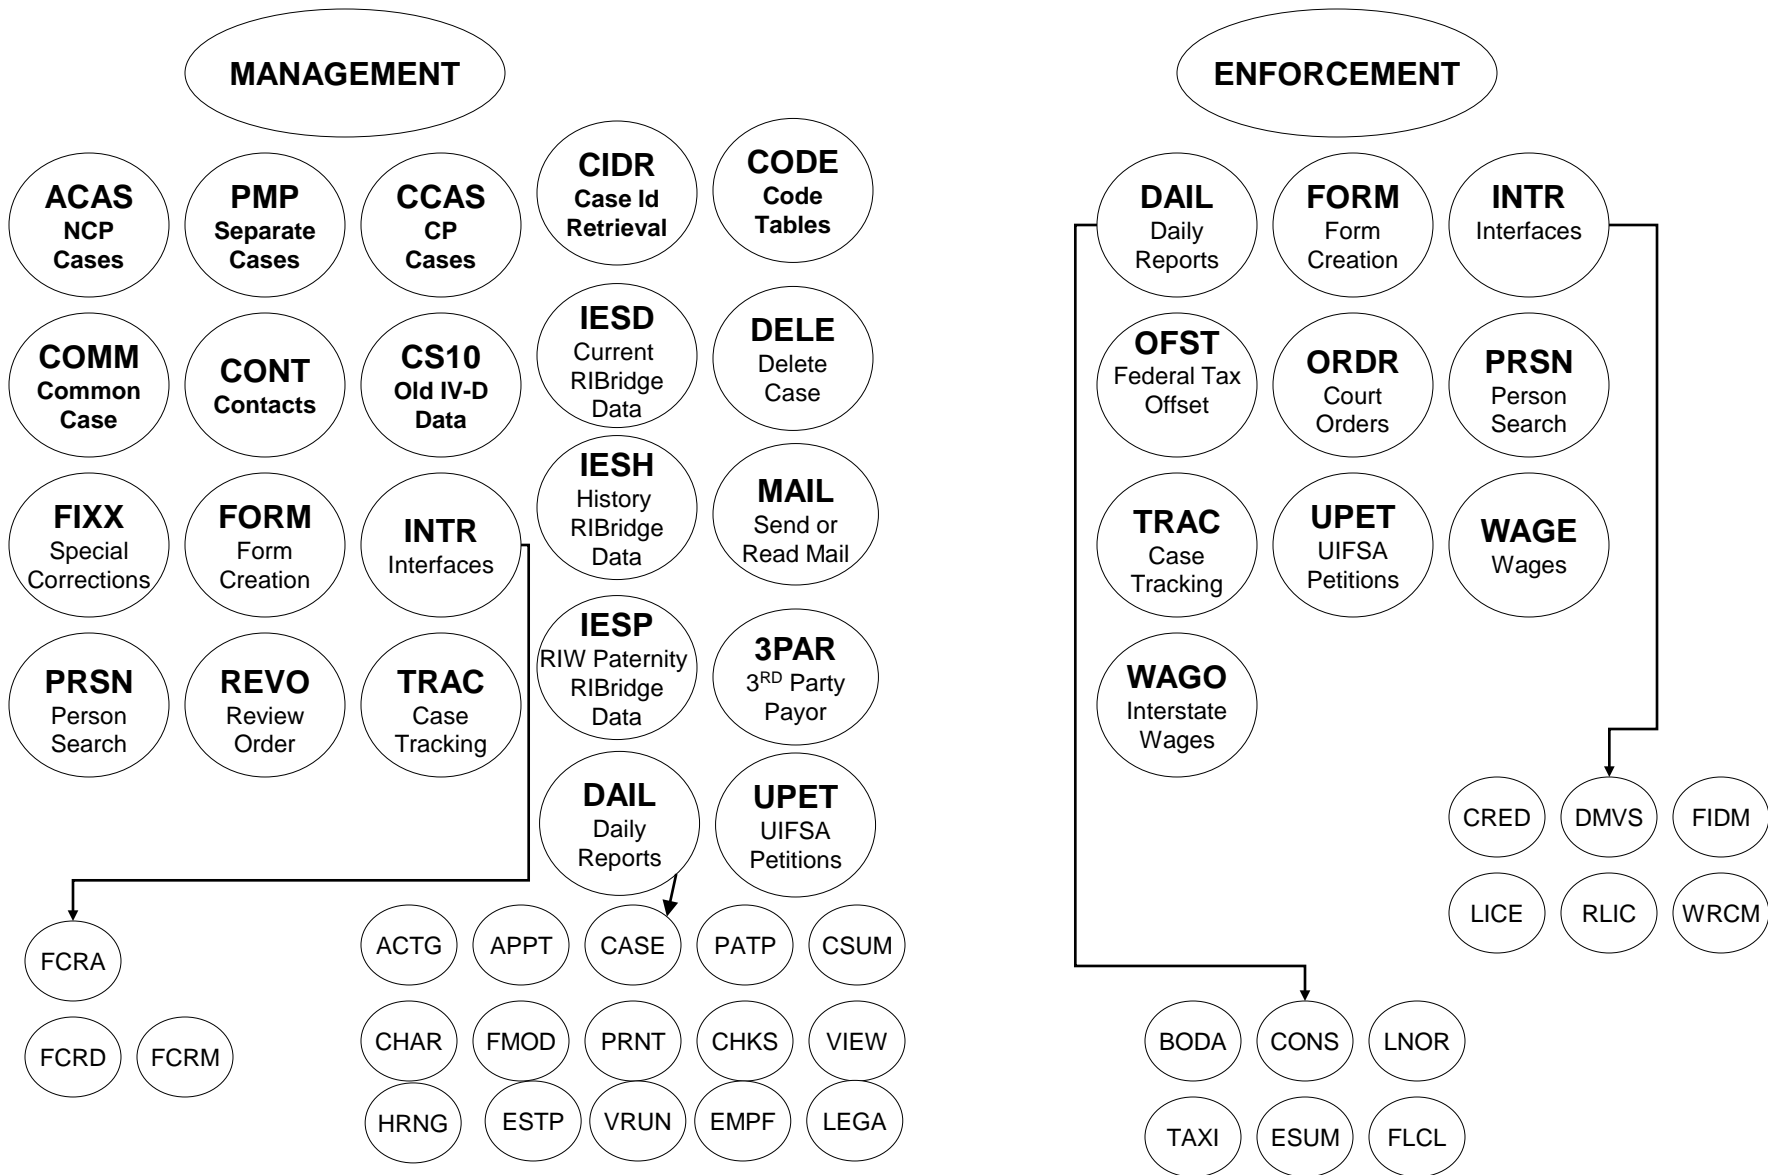 MANAGEMENT
ACAS
NCP
Cases
PMP
Separate
Cases
CCAS
CP
Cases
CIDR
Case Id
Retrieval
CODE
Code
Tables
COMM
Common
Case
CONT
Contacts
CS10
Old IV-D
Data
IESD
Current
RIBridge
Data
DELE
Delete
Case
FIXX
Special
Corrections
FORM
Form
Creation
INTR
Interfaces
IESH
History
RIBridge
Data
MAIL
Send or
Read Mail
PRSN
Person
Search
REVO
Review
Order
TRAC
Case
Tracking
IESP
RIW Paternity
RIBridge
Data
3PAR
3RD Party
Payor
DAIL
Daily
Reports
UPET
UIFSA
Petitions
FCRA
FCRD
FCRM
ACTG
APPT
CASE
PATP
CSUM
CHAR
FMOD
PRNT
CHKS
VIEW
HRNG
ESTP
VRUN
EMPF
LEGA
ENFORCEMENT
DAIL
Daily
Reports
FORM
Form
Creation
INTR
Interfaces
OFST
Federal Tax
Offset
ORDR
Court
Orders
PRSN
Person
Search
TRAC
Case
Tracking
UPET
UIFSA
Petitions
WAGE
Wages
WAGO
Interstate
Wages
CRED
DMVS
FIDM
LICE
RLIC
WRCM
BODA
CONS
LNOR
TAXI
ESUM
FLCL